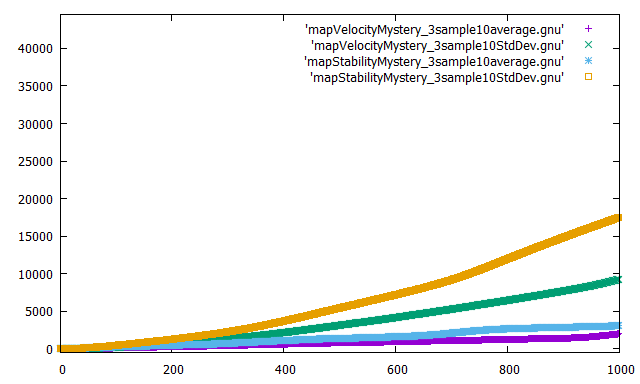 40000
35000
30000
25000
20000
15000
10000
5000
0
'mapVelocityMystery_3sample10average.gnu'
'mapVelocityMystery_3sample10StdDev.gnu'
'mapStabilityMystery_3sample10average.gnu'
'mapStabilityMystery_3sample10StdDev.gnu'
0 200 400 600 800 1000